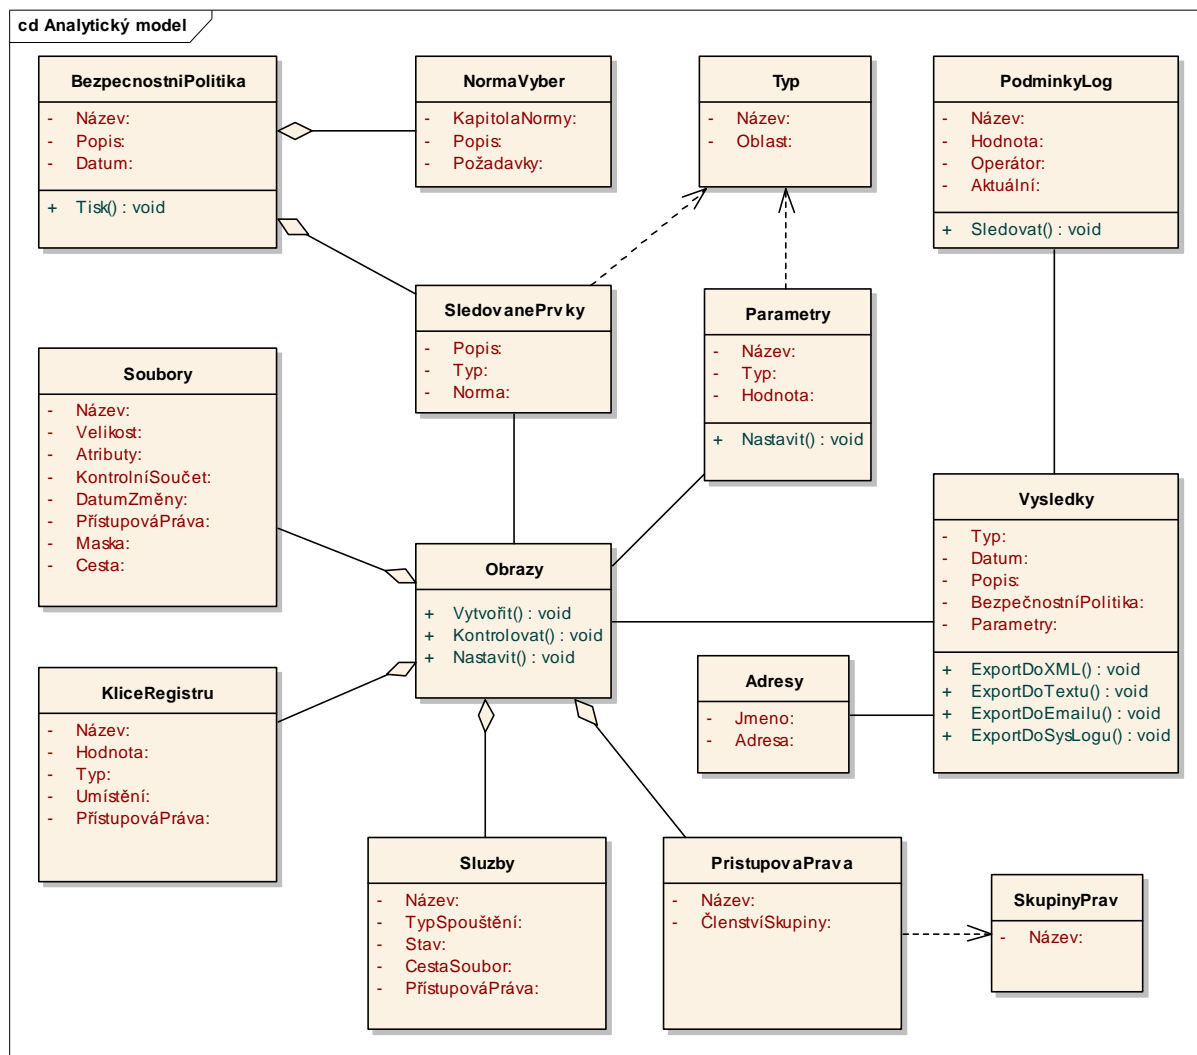 cd Analytický model
BezpecnostniPolitika
- Název:
- Popis:
- Datum:
+ Tisk() : void
NormaVyber
- KapitolaNormy:
- Popis:
- Požadavky:
Typ
- Název:
- Oblast:
PodminkyLog
- Název:
- Hodnota:
- Operátor:
- Aktuální:
+ Sledovat() : void
SledovanePrvky
- Popis:
- Typ:
- Norma:
Parametry
- Název:
- Typ:
- Hodnota:
+ Nastavit() : void
Soubory
- Název:
- Velikost:
- Atributy:
- KontrolníSoučet:
- DatumZměny:
- PřístupováPráva:
- Maska:
- Cesta:
Obrazy
+ Vytvořit() : void
+ Kontrolovat() : void
+ Nastavit() : void
Vysledky
- Typ:
- Datum:
- Popis:
- BezpečnostníPolitika:
- Parametry:
+ ExportDoXML() : void
+ ExportDoTextu() : void
+ ExportDoEmailu() : void
+ ExportDoSysLogu() : void
KliceRegistru
- Název:
- Hodnota:
- Typ:
- Umístění:
- PřístupováPráva:
Adresy
- Jmeno:
- Adresa:
Sluzby
- Název:
- TypSpouštění:
- Stav:
- CestaSoubor:
- PřístupováPráva:
PristupovaPrava
- Název:
- ČlenstvíSkupiny:
SkupinyPrav
- Název: